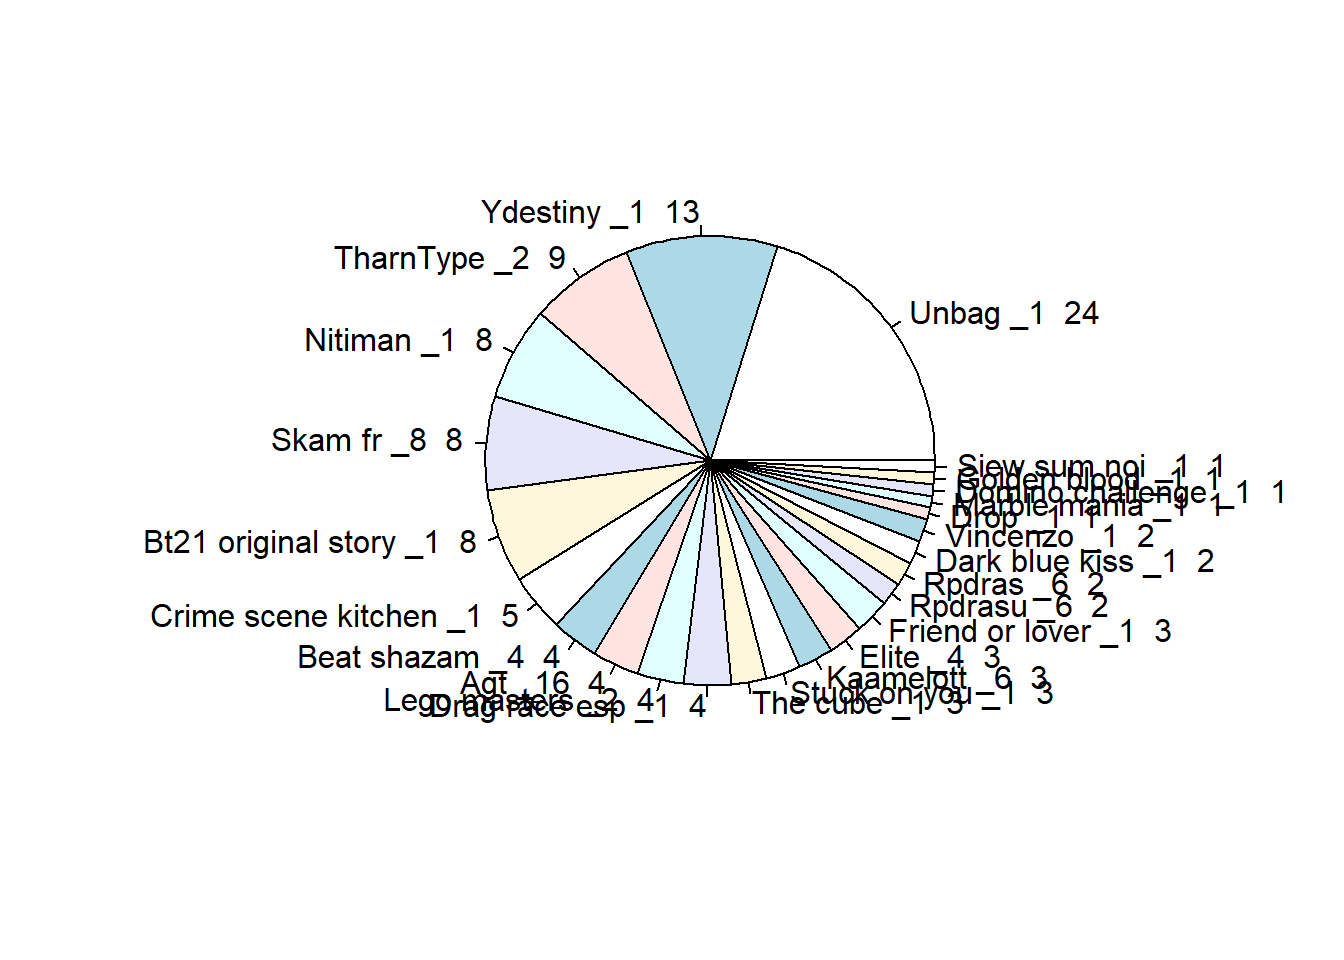 Ydestiny _1  13
TharnType _2  9
Unbag _1  24
Nitiman _1  8
Skam fr _8  8
Bt21 original story _1  8
Crime scene kitchen _1  5
Beat shazam _4  4
Agt _16  4
Lego masters _2  4
Drag race esp _1  4
The cube _1  3
Stuck on you _1  3
Kaamelott _6  3
Elite _4  3
Friend or lover _1  3
Rpdrasu _6  2
Rpdras _6  2
Dark blue kiss _1  2
Vincenzo _1  2
Drop _1  1
Marble mania _1  1
Domino challenge _1  1
Golden blood _1  1
Siew sum noi _1  1